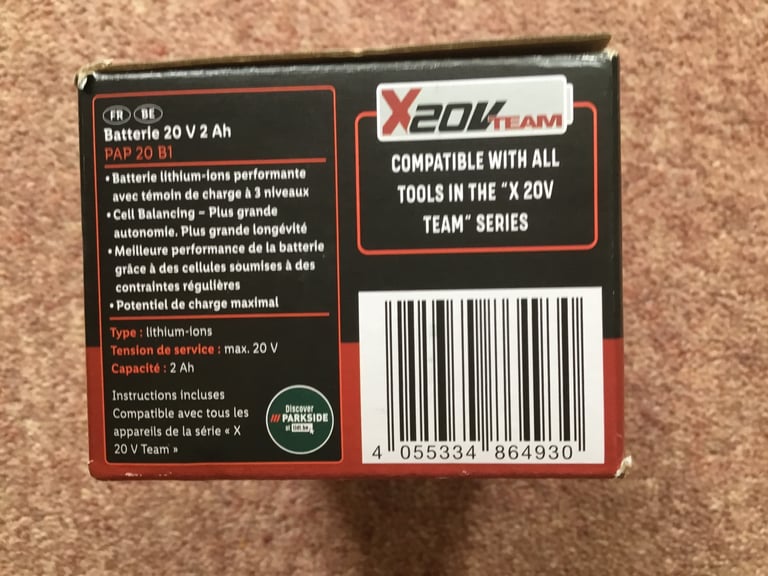 FR BE
Batterie 20 V 2 Ah
PAP 20 B1
• Batterie lithium-ions performante
avec témoin de charge à 3 niveaux
• Cell Balancing – Plus grande
autonomie. Plus grande longévité
• Meilleure performance de la batterie
grâce à des cellules soumises à des
contraintes régulières
• Potentiel de charge maximal
Type : lithium-ions
Tension de service : max. 20 V
Capacité : 2 Ah
Instructions incluses
Compatible avec tous les
appareils de la série « X
20 V Team »
Discover
/// PARKSIDE
at lidl.be
X20VTEAM
COMPATIBLE WITH ALL
TOOLS IN THE "X 20V
TEAM" SERIES
4 055334 864930